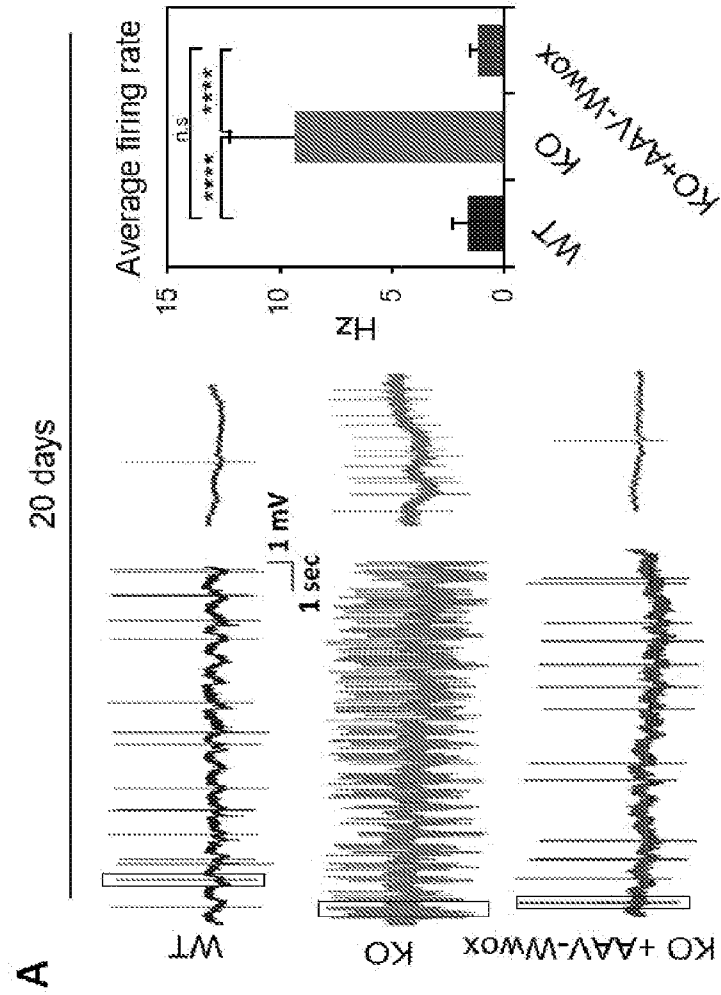 A
20 days
WT
KO
KO +AAV-Wwox
1 mV
1 sec
Average firing rate
n.s
**** ****
15
10
5
0
Hz
WT
KO
KO+AAV-Wwox